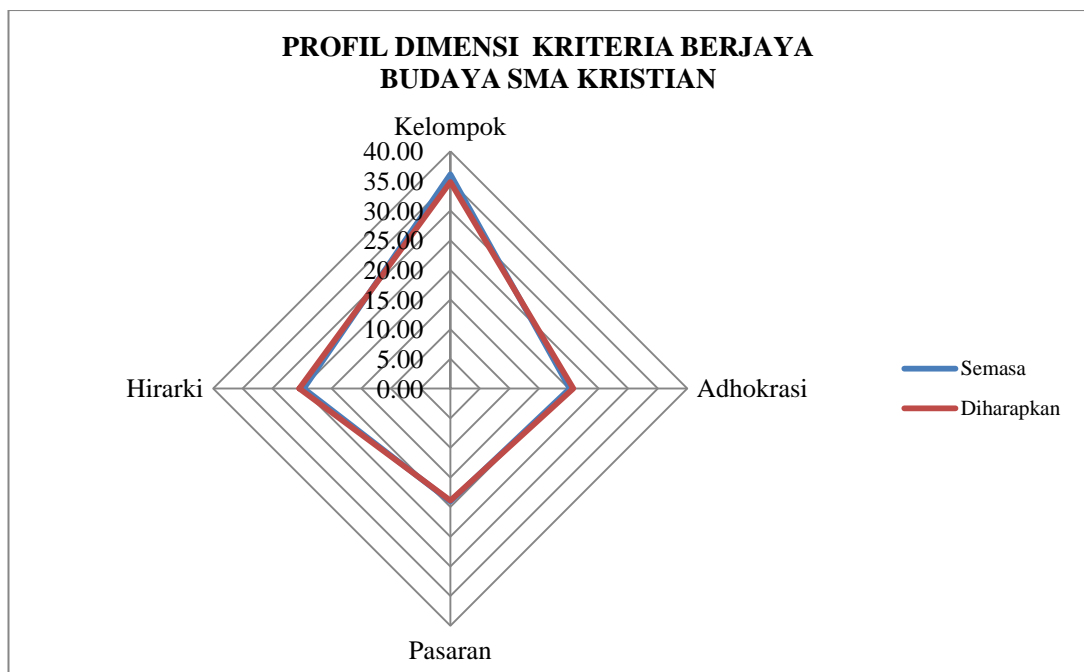 PROFIL DIMENSI KRITERIA BERJAYA
BUDAYA SMA KRISTIAN
Kelompok
40.00
35.00
30.00
25.00
20.00
15.00
10.00
5.00
0.00
Hirarki
Adhokrasi
Pasaran
Semasa
Diharapkan